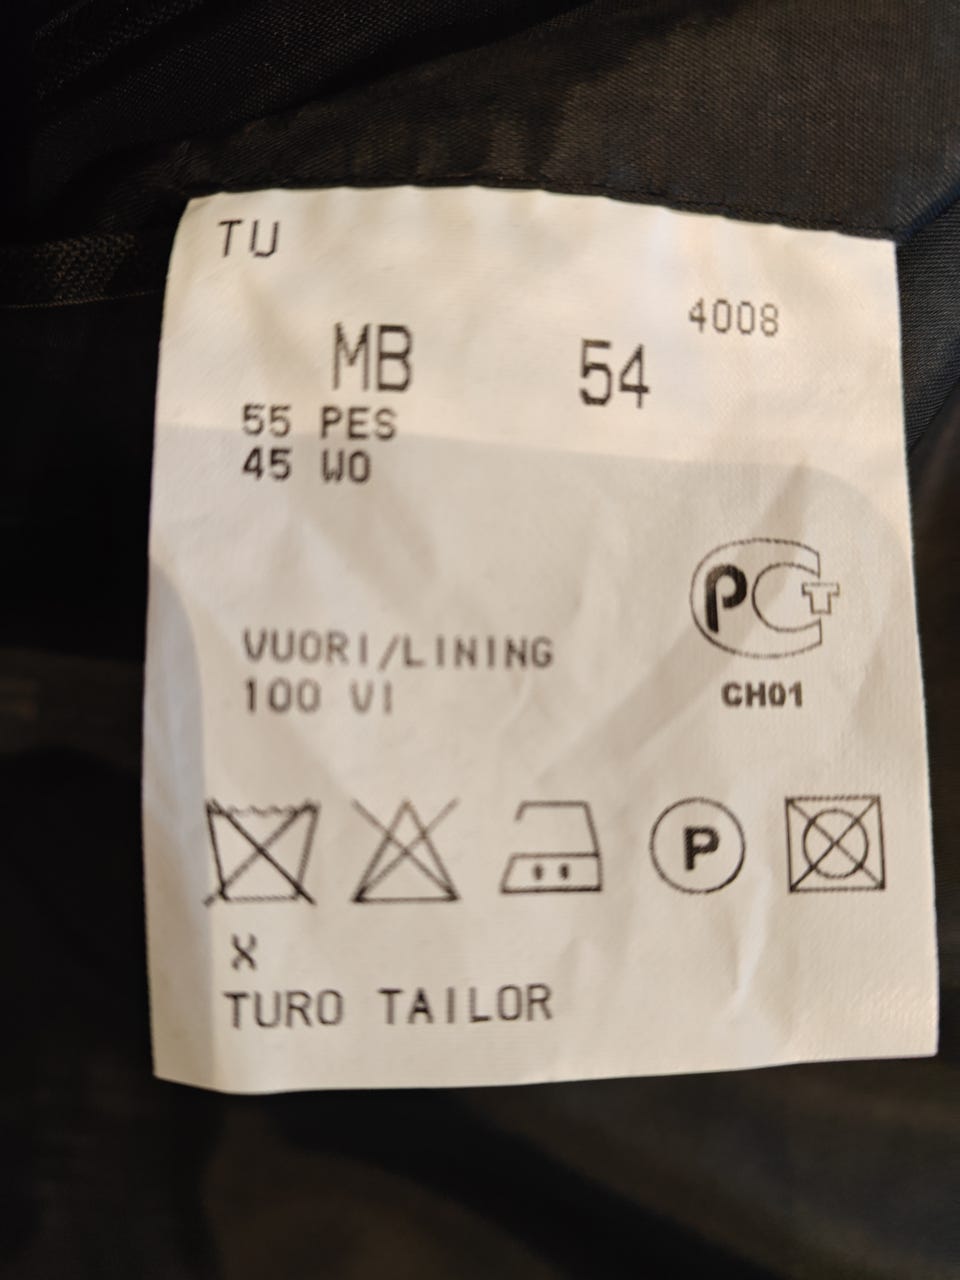 TU
4008
MB 54
55 PES
45 WO
PCT
CH01
VUORI/LINING
100 VI
P
X
TURO TAILOR